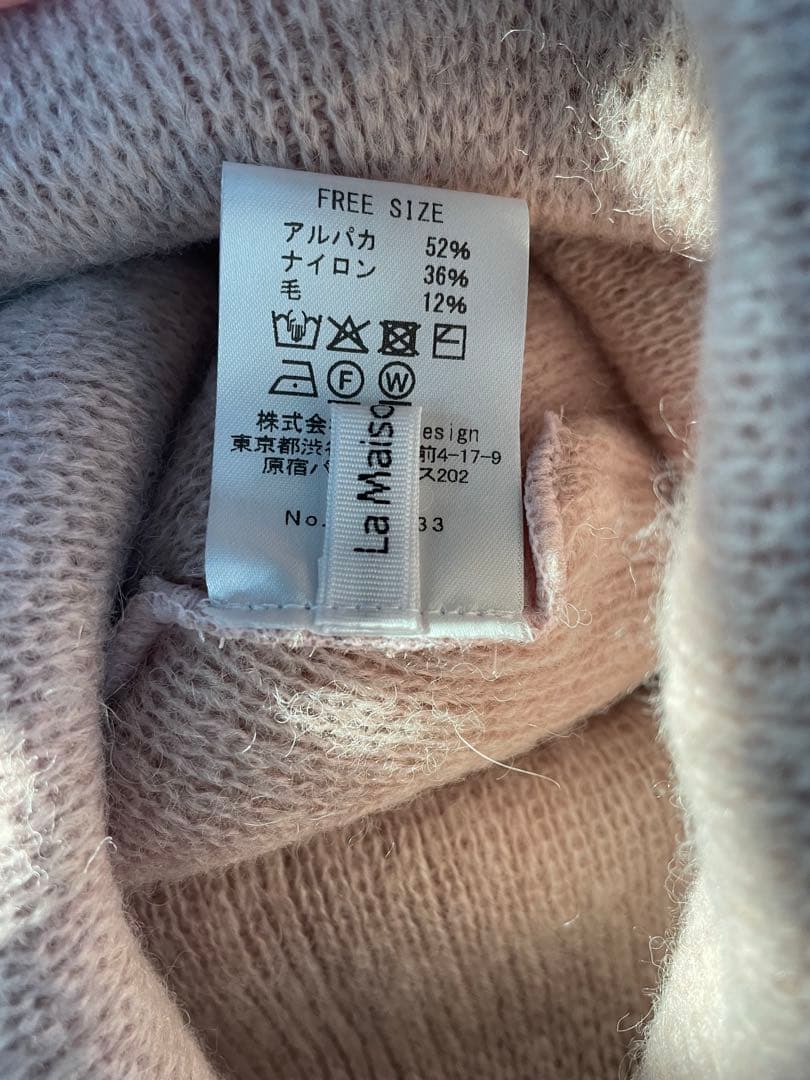 FREE SIZE
アルパカ 52%
ナイロン 36%
毛 12%
F W
株式会 esign
東京都渋 前4-17-9
原宿パ ス202
No. 33
La Maiso